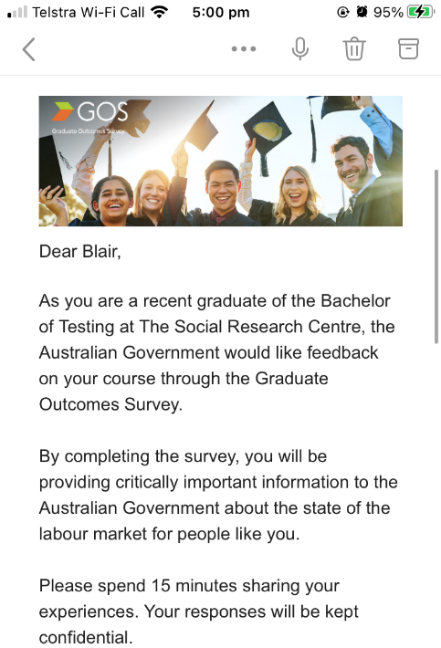 Telstra Wi-Fi Call 5:00 pm 95%
GOS
Graduate Outcomes Survey
Dear Blair,
As you are a recent graduate of the Bachelor
of Testing at The Social Research Centre, the
Australian Government would like feedback
on your course through the Graduate
Outcomes Survey.
By completing the survey, you will be
providing critically important information to the
Australian Government about the state of the
labour market for people like you.
Please spend 15 minutes sharing your
experiences. Your responses will be kept
confidential.